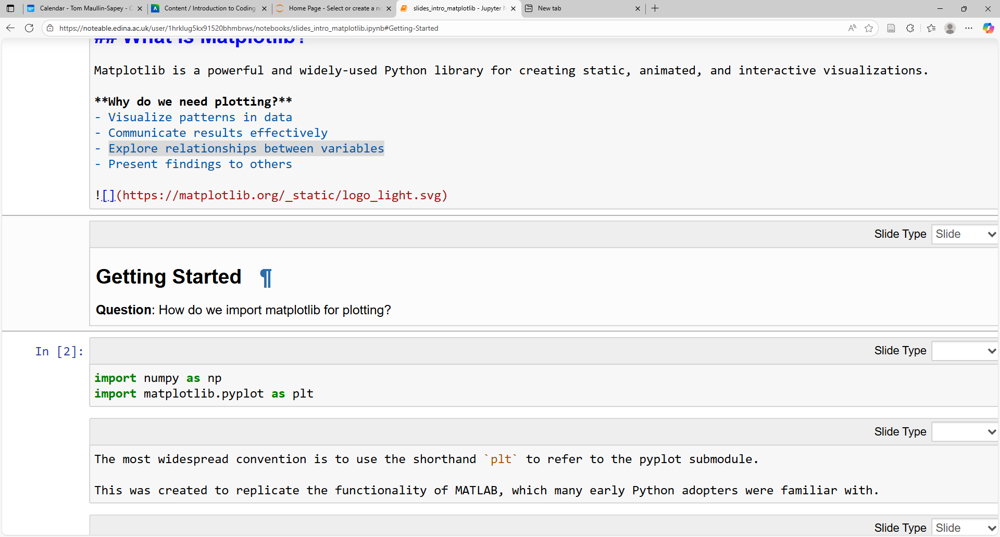 Calendar - Tom Maullin-Sapey -
Content / Introduction to Coding
Home Page - Select or create a
slides_intro_matplotlib - Jupyter
New tab
https://noteable.edina.ac.uk/user/1hrklug5kx91520bhmbrws/notebooks/slides_intro_matplotlib.ipynb#Getting-Started
## What is Matplotlib?
Matplotlib is a powerful and widely-used Python library for creating static, animated, and interactive visualizations.
**Why do we need plotting?**
- Visualize patterns in data
- Communicate results effectively
- Explore relationships between variables
- Present findings to others
![](https://matplotlib.org/_static/logo_light.svg)
Slide Type Slide
Getting Started ¶
Question: How do we import matplotlib for plotting?
In [2]:
Slide Type
import numpy as np
import matplotlib.pyplot as plt
Slide Type
The most widespread convention is to use the shorthand `plt` to refer to the pyplot submodule.
This was created to replicate the functionality of MATLAB, which many early Python adopters were familiar with.
Slide Type Slide